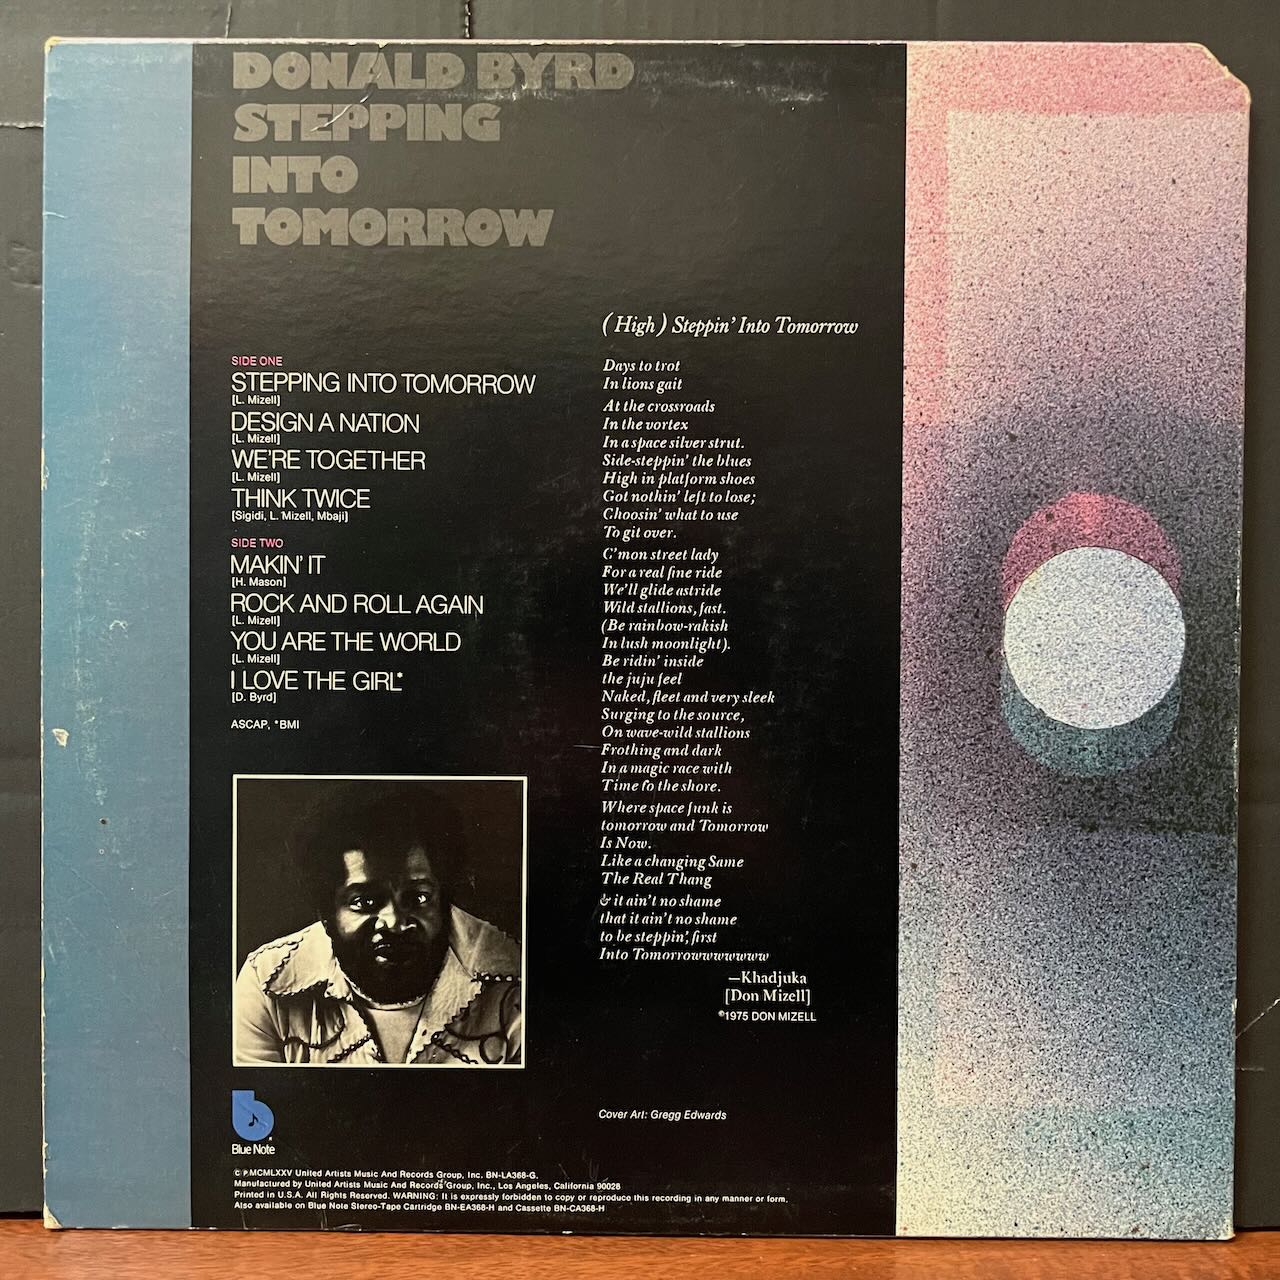 DONALD BYRD
STEPPING
INTO
TOMORROW
SIDE ONE
STEPPING INTO TOMORROW
[L. Mizell]
DESIGN A NATION
[L. Mizell]
WE'RE TOGETHER
[L. Mizell]
THINK TWICE
[Sigidi, L. Mizell, Mbaji]
SIDE TWO
MAKIN' IT
[H. Mason]
ROCK AND ROLL AGAIN
[L. Mizell]
YOU ARE THE WORLD
[L. Mizell]
I LOVE THE GIRL*
[D. Byrd]
ASCAP, *BMI
(High) Steppin' Into Tomorrow
Days to trot
In lions gait
At the crossroads
In the vortex
In a space silver strut.
Side-steppin' the blues
High in platform shoes
Got nothin' left to lose;
Choosin' what to use
To git over.
C'mon street lady
For a real fine ride
We'll glide astride
Wild stallions, fast.
(Be rainbow-rakish
In lush moonlight).
Be ridin' inside
the juju feel
Naked, fleet and very sleek
Surging to the source,
On wave-wild stallions
Frothing and dark
In a magic race with
Time to the shore.
Where space funk is
tomorrow and Tomorrow
Is Now.
Like a changing Same
The Real Thang
& it ain't no shame
that it ain't no shame
to be steppin', first
Into Tomorrowwwwwww
—Khadjuka
[Don Mizell]
©1975 DON MIZELL
Cover Art: Gregg Edwards
Blue Note
© ℗ MCMLXXV United Artists Music And Records Group, Inc. BN-LA368-G.
Manufactured by United Artists Music and Records Group, Inc., Los Angeles, California 90028
Printed in U.S.A. All Rights Reserved. WARNING: It is expressly forbidden to copy or reproduce this recording in any manner or form.
Also available on Blue Note Stereo-Tape Cartridge BN-EA368-H and Cassette BN-CA368-H